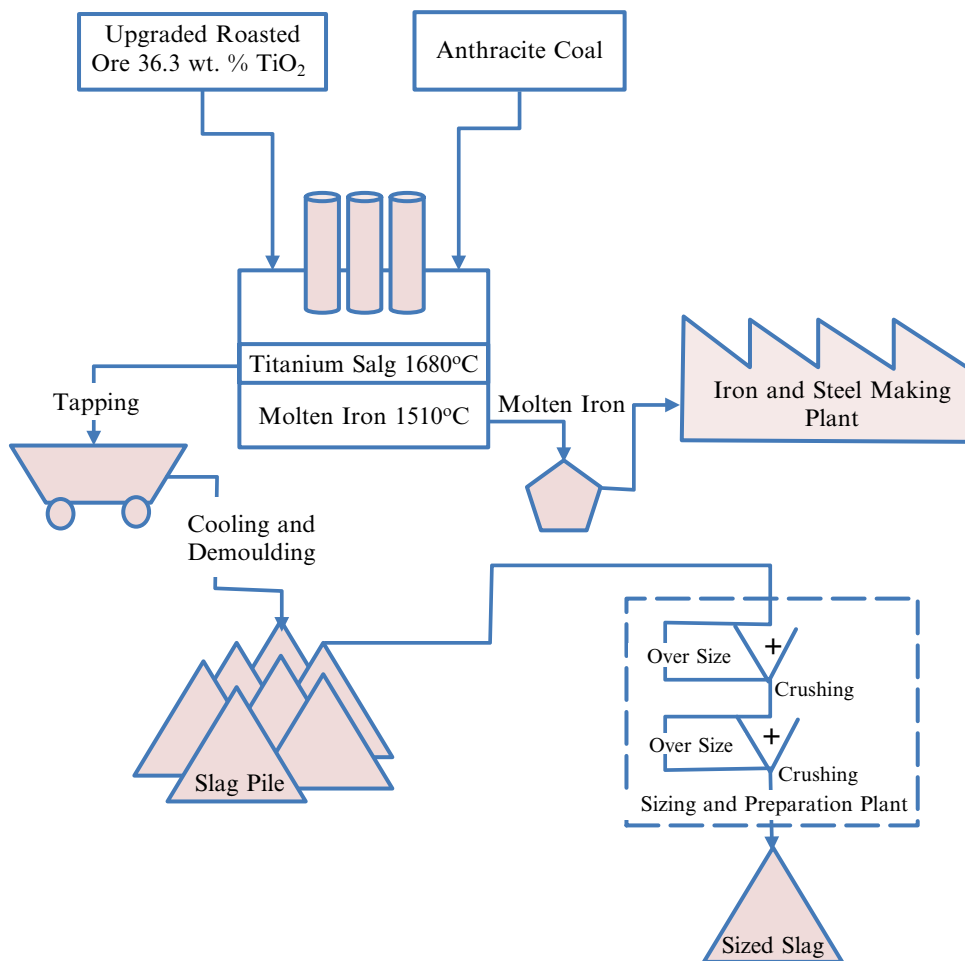 Upgraded Roasted
Ore 36.3 wt. % TiO₂
Anthracite Coal
Titanium Salg 1680°C
Molten Iron 1510°C
Tapping
Molten Iron
Iron and Steel Making
Plant
Cooling and
Demoulding
Slag Pile
Over Size
+
Crushing
Over Size
+
Crushing
Sizing and Preparation Plant
Sized Slag